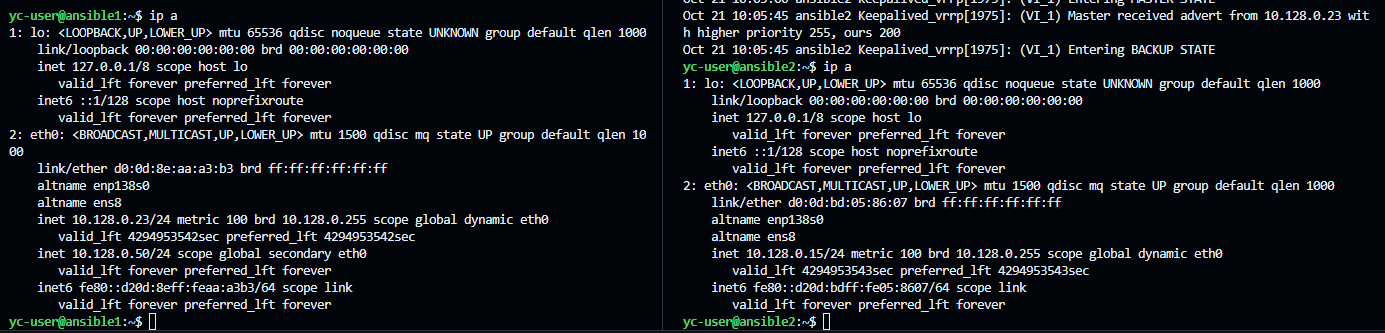 yc-user@ansible1:~$ ip a
1: lo: <LOOPBACK,UP,LOWER_UP> mtu 65536 qdisc noqueue state UNKNOWN group default qlen 1000
link/loopback 00:00:00:00:00:00 brd 00:00:00:00:00:00
inet 127.0.0.1/8 scope host lo
valid_lft forever preferred_lft forever
inet6 ::1/128 scope host noprefixroute
valid_lft forever preferred_lft forever
2: eth0: <BROADCAST,MULTICAST,UP,LOWER_UP> mtu 1500 qdisc mq state UP group default qlen 10
00
link/ether d0:0d:8e:aa:a3:b3 brd ff:ff:ff:ff:ff:ff
altname enp138s0
altname ens8
inet 10.128.0.23/24 metric 100 brd 10.128.0.255 scope global dynamic eth0
valid_lft 4294953542sec preferred_lft 4294953542sec
inet 10.128.0.50/24 scope global secondary eth0
valid_lft forever preferred_lft forever
inet6 fe80::d20d:8eff:feaa:a3b3/64 scope link
valid_lft forever preferred_lft forever
yc-user@ansible1:~$
Oct 21 10:05:45 ansible2 Keepalived_vrrp[1975]: (VI_1) Master received advert from 10.128.0.23 wit
h higher priority 255, ours 200
Oct 21 10:05:45 ansible2 Keepalived_vrrp[1975]: (VI_1) Entering BACKUP STATE
yc-user@ansible2:~$ ip a
1: lo: <LOOPBACK,UP,LOWER_UP> mtu 65536 qdisc noqueue state UNKNOWN group default qlen 1000
link/loopback 00:00:00:00:00:00 brd 00:00:00:00:00:00
inet 127.0.0.1/8 scope host lo
valid_lft forever preferred_lft forever
inet6 ::1/128 scope host noprefixroute
valid_lft forever preferred_lft forever
2: eth0: <BROADCAST,MULTICAST,UP,LOWER_UP> mtu 1500 qdisc mq state UP group default qlen 1000
link/ether d0:0d:bd:05:86:07 brd ff:ff:ff:ff:ff:ff
altname enp138s0
altname ens8
inet 10.128.0.15/24 metric 100 brd 10.128.0.255 scope global dynamic eth0
valid_lft 4294953543sec preferred_lft 4294953543sec
inet6 fe80::d20d:bdff:fe05:8607/64 scope link
valid_lft forever preferred_lft forever
yc-user@ansible2:~$